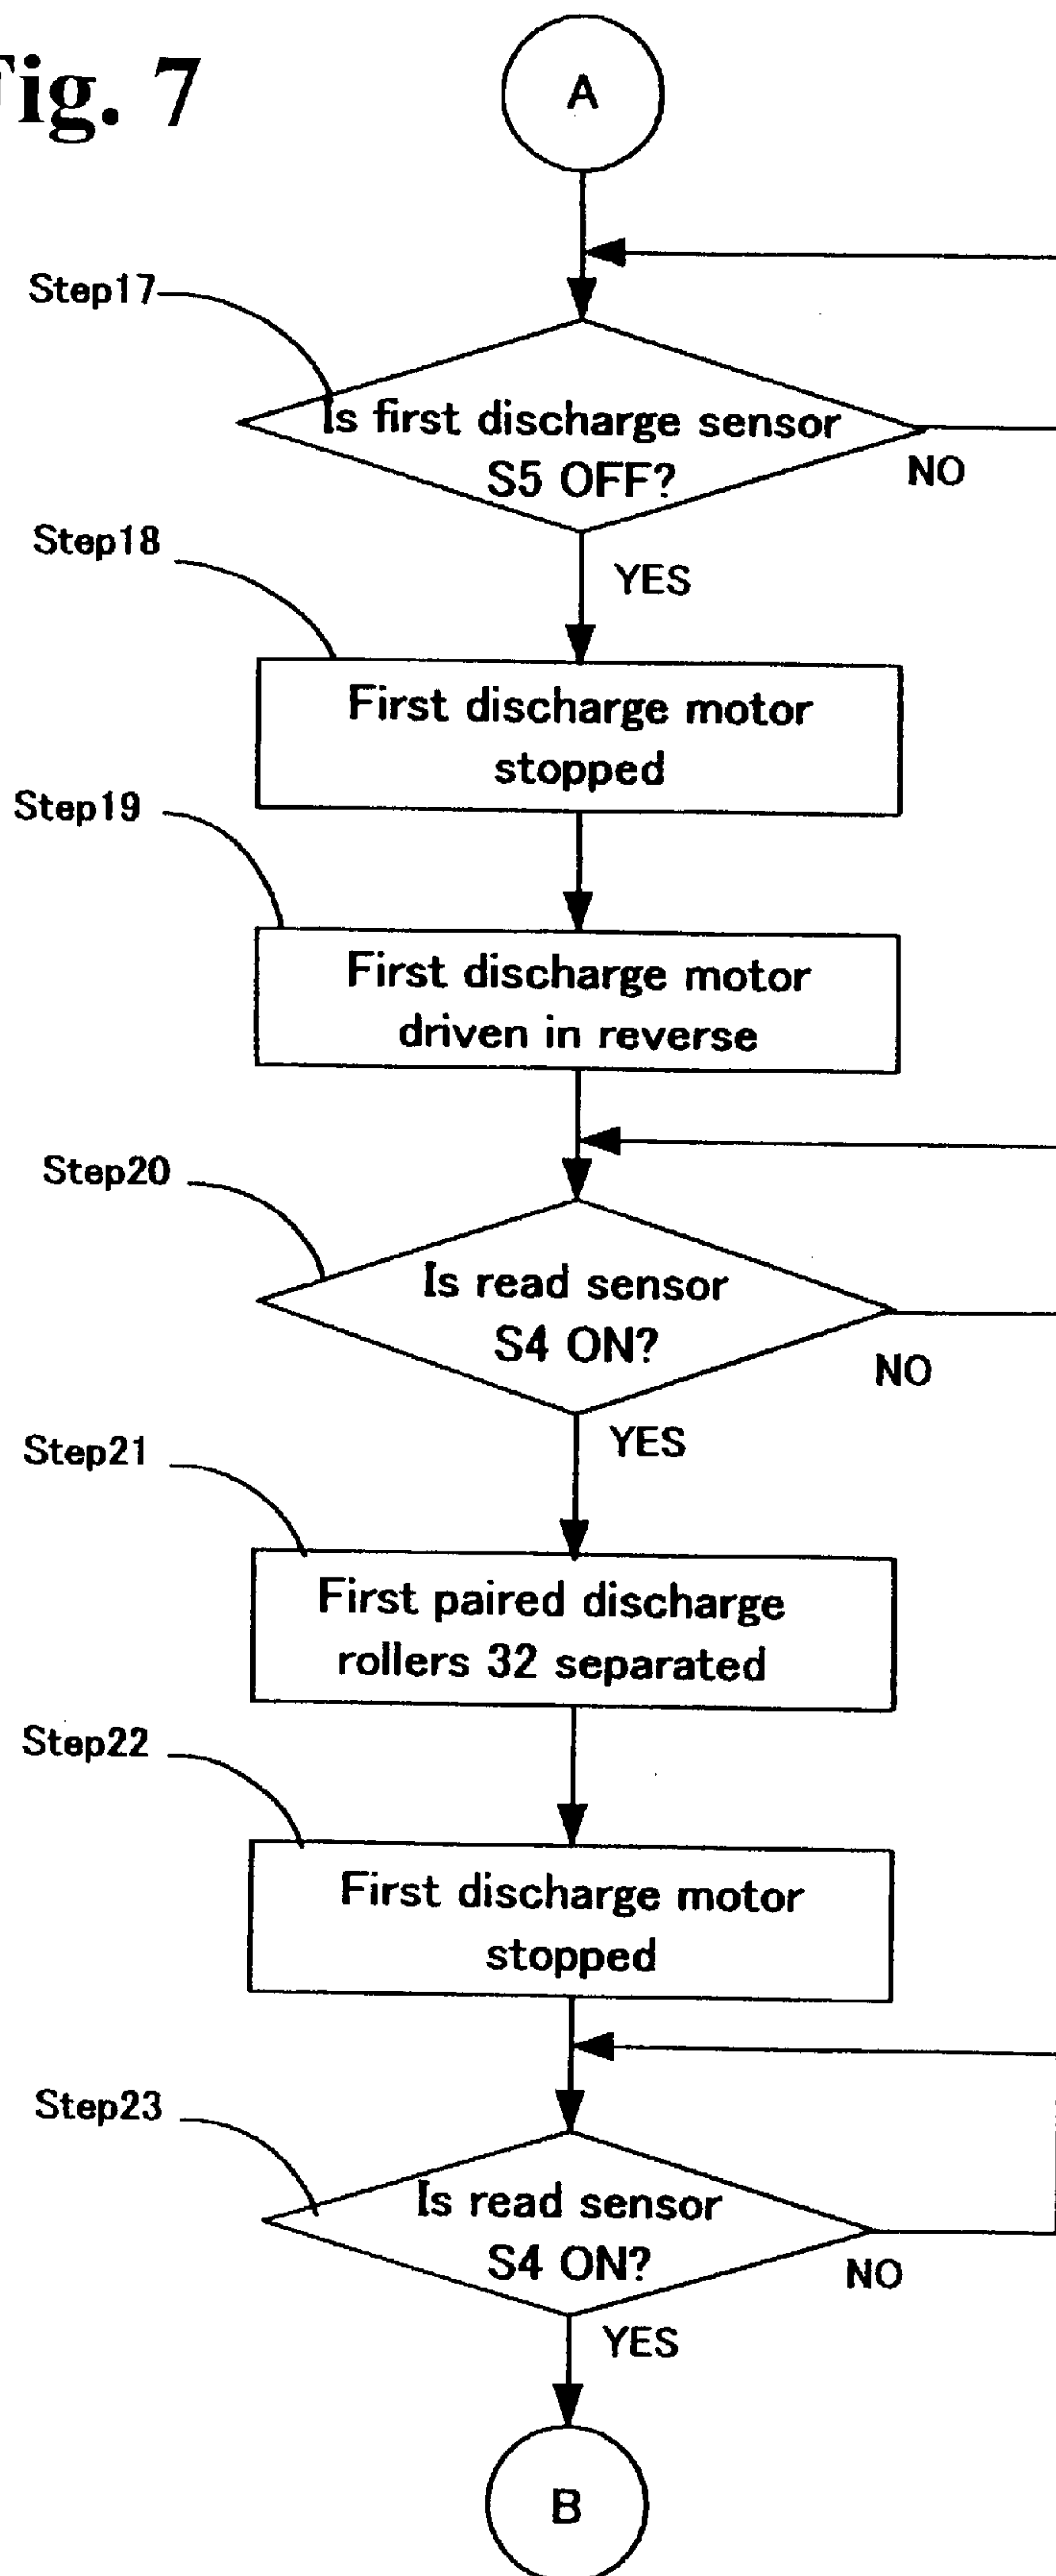 Fig. 7
A
Step17
Is first discharge sensor
S5 OFF?
NO
YES
Step18
First discharge motor
stopped
Step19
First discharge motor
driven in reverse
Step20
Is read sensor
S4 ON?
NO
YES
Step21
First paired discharge
rollers 32 separated
Step22
First discharge motor
stopped
Step23
Is read sensor
S4 ON?
NO
YES
B